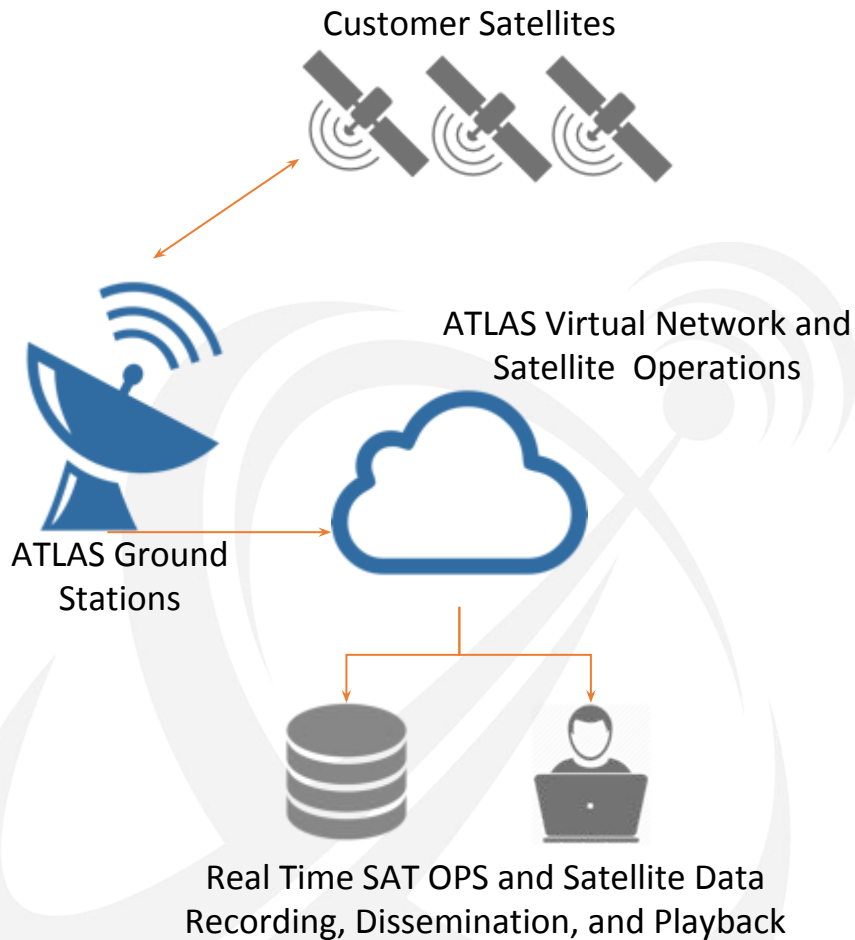 Customer Satellites
ATLAS Virtual Network and
Satellite Operations
ATLAS Ground
Stations
Real Time SAT OPS and Satellite Data
Recording, Dissemination, and Playback